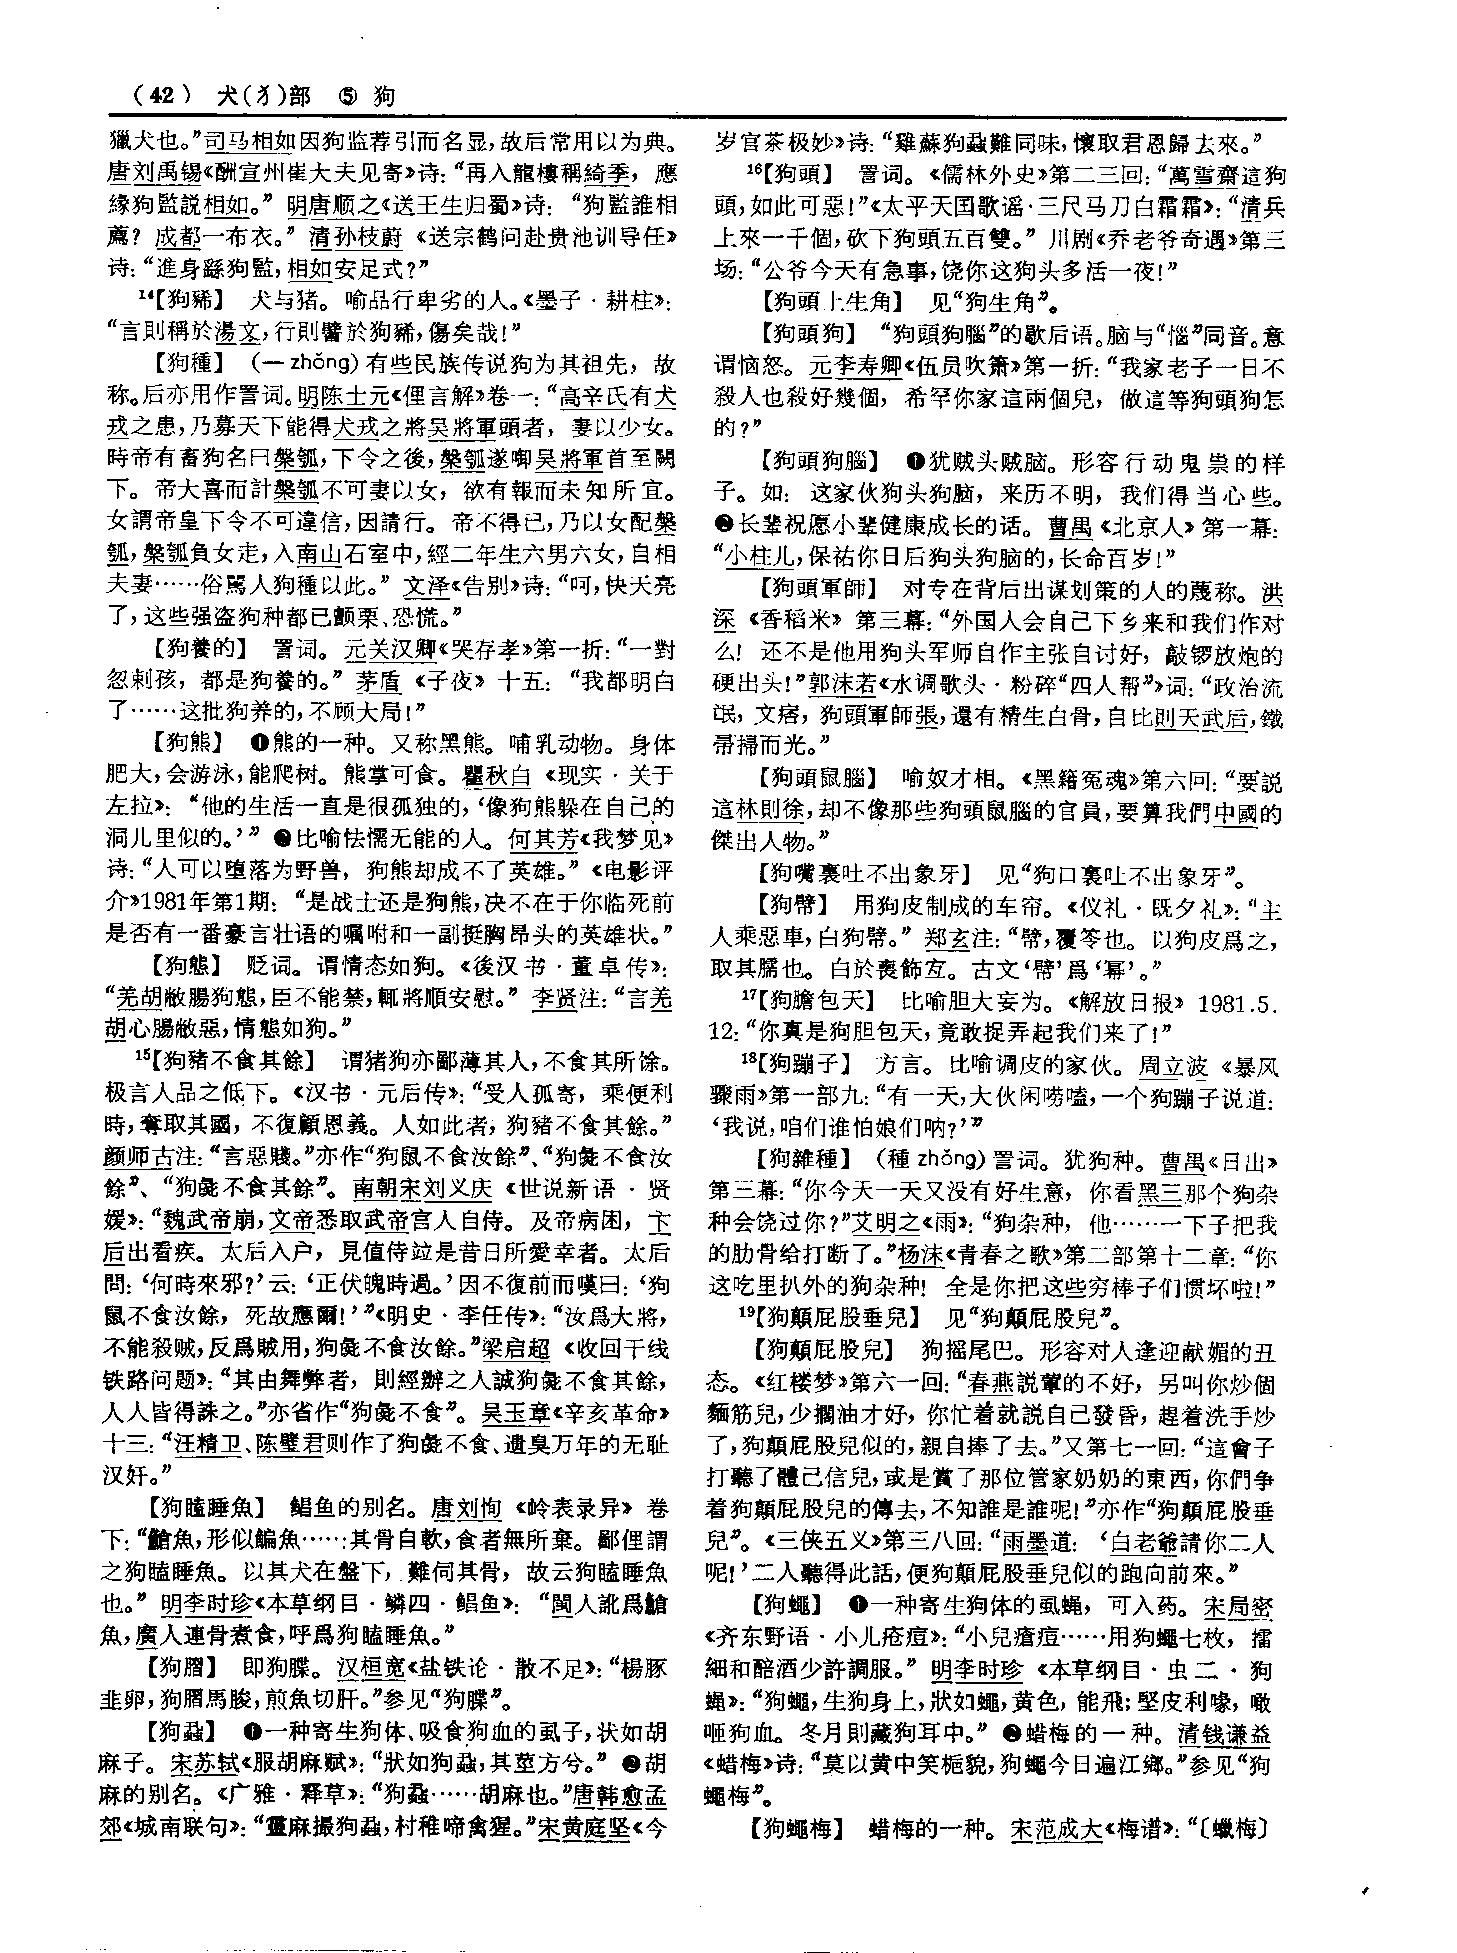 (42) 犬(犭)部 ⑤ 狗
獵犬也。”司马相如因狗监荐引而名显,故后常用以为典。
唐刘禹锡《酬宣州崔大夫见寄》诗:“再入龍樓稱綺季,應
緣狗監説相如。”明唐顺之《送王生归蜀》诗:“狗監誰相
薦?成都一布衣。”清孙枝蔚《送宗鹤问赴贵池训导任》
诗:“進身繇狗監,相如安足式?”
¹⁴【狗豨】 犬与猪。喻品行卑劣的人。《墨子·耕柱》:
“言則稱於湯文,行則譬於狗豨,傷矣哉!”
【狗種】 (—zhǒng)有些民族传说狗为其祖先,故
称。后亦用作詈词。明陈士元《俚言解》卷一:“高辛氏有犬
戎之患,乃募天下能得犬戎之將吴將軍頭者,妻以少女。
時帝有畜狗名曰槃瓠,下令之後,槃瓠遂啣吴將軍首至闕
下。帝大喜而計槃瓠不可妻以女,欲有報而未知所宜。
女謂帝皇下令不可違信,因請行。帝不得已,乃以女配槃
瓠,槃瓠負女走,入南山石室中,經二年生六男六女,自相
夫妻……俗駡人狗種以此。”文泽《告别》诗:“呵,快天亮
了,这些强盗狗种都已颤栗、恐慌。”
【狗養的】 詈词。元关汉卿《哭存孝》第一折:“一對
忽剌孩,都是狗養的。”茅盾《子夜》十五:“我都明白
了……这批狗养的,不顾大局!”
【狗熊】 ❶熊的一种。又称黑熊。哺乳动物。身体
肥大,会游泳,能爬树。熊掌可食。瞿秋白《现实·关于
左拉》:“他的生活一直是很孤独的,‘像狗熊躲在自己的
洞儿里似的。’”❷比喻怯懦无能的人。何其芳《我梦见》
诗:“人可以堕落为野兽,狗熊却成不了英雄。”《电影评
介》1981年第1期:“是战士还是狗熊,决不在于你临死前
是否有一番豪言壮语的嘱咐和一副挺胸昂头的英雄状。”
【狗態】 贬词。谓情态如狗。《後汉书·董卓传》:
“羌胡敝腸狗態,臣不能禁,輒將順安慰。”李贤注:“言羌
胡心腸敝惡,情態如狗。”
¹⁵【狗豬不食其餘】 谓猪狗亦鄙薄其人,不食其所馀。
极言人品之低下。《汉书·元后传》:“受人孤寄,乘便利
時,奪取其國,不復顧恩義。人如此者,狗豬不食其餘。”
颜师古注:“言惡賤。”亦作“狗鼠不食汝餘”、“狗彘不食汝
餘”、“狗彘不食其餘”。南朝宋刘义庆《世说新语·贤
媛》:“魏武帝崩,文帝悉取武帝宫人自侍。及帝病困,卞
后出看疾。太后入户,見值侍竝是昔日所愛幸者。太后
問:‘何時來邪?’云:‘正伏魄時過。’因不復前而嘆曰:‘狗
鼠不食汝餘,死故應爾!’”《明史·李任传》:“汝爲大將,
不能殺贼,反爲賊用,狗彘不食汝餘。”梁启超《收回干线
铁路问题》:“其由舞弊者,則經辦之人誠狗彘不食其餘,
人人皆得誅之。”亦省作“狗彘不食”。吴玉章《辛亥革命》
十三:“汪精卫、陈璧君则作了狗彘不食、遗臭万年的无耻
汉奸。”
【狗瞌睡魚】 鲳鱼的别名。唐刘恂《岭表录异》卷
下:“鱠魚,形似鯿魚……其骨自軟,食者無所棄。鄙俚謂
之狗瞌睡魚。以其犬在盤下,難伺其骨,故云狗瞌睡魚
也。”明李时珍《本草纲目·鳞四·鲳鱼》:“閩人訛爲鱠
魚,廣人連骨煮食,呼爲狗瞌睡魚。”
【狗䐑】 即狗牒。汉桓宽《盐铁论·散不足》:“楊豚
韭卵,狗䐑馬朘,煎魚切肝。”参见“狗牒”。
【狗蝨】 ❶一种寄生狗体、吸食狗血的虱子,状如胡
麻子。宋苏轼《服胡麻赋》:“狀如狗蝨,其莖方兮。”❷胡
麻的别名。《广雅·释草》:“狗蝨……胡麻也。”唐韩愈孟
郊《城南联句》:“靈麻撮狗蝨,村稚啼禽猩。”宋黄庭坚《今
岁官茶极妙》诗:“雞蘇狗蝨難同味,懷取君恩歸去來。”
¹⁶【狗頭】 詈词。《儒林外史》第二三回:“萬雪齋這狗
頭,如此可惡!”《太平天国歌谣·三尺马刀白霜霜》:“清兵
上來一千個,砍下狗頭五百雙。”川剧《乔老爷奇遇》第三
场:“公爷今天有急事,饶你这狗头多活一夜!”
【狗頭上生角】 见“狗生角”。
【狗頭狗】 “狗頭狗腦”的歇后语。脑与“惱”同音。意
谓恼怒。元李寿卿《伍员吹箫》第一折:“我家老子一日不
殺人也殺好幾個,希罕你家這兩個兒,做這等狗頭狗怎
的?”
【狗頭狗腦】 ❶犹贼头贼脑。形容行动鬼祟的样
子。如:这家伙狗头狗脑,来历不明,我们得当心些。
❷长辈祝愿小辈健康成长的话。曹禺《北京人》第一幕:
“小柱儿,保祐你日后狗头狗脑的,长命百岁!”
【狗頭軍師】 对专在背后出谋划策的人的蔑称。洪
深《香稻米》第三幕:“外国人会自己下乡来和我们作对
么!还不是他用狗头军师自作主张自讨好,敲锣放炮的
硬出头!”郭沫若《水调歌头·粉碎“四人帮”》词:“政治流
氓,文痞,狗頭軍師張,還有精生白骨,自比則天武后,鐵
帚掃而光。”
【狗頭鼠腦】 喻奴才相。《黑籍冤魂》第六回:“要説
這林則徐,却不像那些狗頭鼠腦的官員,要算我們中國的
傑出人物。”
【狗嘴裏吐不出象牙】 见“狗口裏吐不出象牙”。
【狗幦】 用狗皮制成的车帘。《仪礼·既夕礼》:“主
人乘惡車,白狗幦。”郑玄注:“幦,覆笭也。以狗皮爲之,
取其臑也。白於喪飾宜。古文‘幦’爲‘幂’。”
¹⁷【狗膽包天】 比喻胆大妄为。《解放日报》1981.5.
12:“你真是狗胆包天,竟敢捉弄起我们来了!”
¹⁸【狗蹦子】 方言。比喻调皮的家伙。周立波《暴风
骤雨》第一部九:“有一天,大伙闲唠嗑,一个狗蹦子说道:
‘我说,咱们谁怕娘们呐?’”
【狗雜種】 (種zhǒng)詈词。犹狗种。曹禺《日出》
第三幕:“你今天一天又没有好生意,你看黑三那个狗杂
种会饶过你?”艾明之《雨》:“狗杂种,他……一下子把我
的肋骨给打断了。”杨沫《青春之歌》第二部第十二章:“你
这吃里扒外的狗杂种!全是你把这些穷棒子们惯坏啦!”
¹⁹【狗顛屁股垂兒】 见“狗顛屁股兒”。
【狗顛屁股兒】 狗摇尾巴。形容对人逢迎献媚的丑
态。《红楼梦》第六一回:“春燕説葷的不好,另叫你炒個
麵筋兒,少擱油才好,你忙着就説自己發昏,趕着洗手炒
了,狗顛屁股兒似的,親自捧了去。”又第七一回:“這會子
打聽了體己信兒,或是賞了那位管家奶奶的東西,你們争
着狗顛屁股兒的傳去,不知誰是誰呢!”亦作“狗顛屁股垂
兒”。《三侠五义》第三八回:“雨墨道:‘白老爺請你二人
呢!’二人聽得此話,便狗顛屁股垂兒似的跑向前來。”
【狗蠅】 ❶一种寄生狗体的虱蝇,可入药。宋周密
《齐东野语·小儿疮痘》:“小兒瘡痘……用狗蠅七枚,擂
細和醅酒少許調服。”明李时珍《本草纲目·虫二·狗
蝇》:“狗蠅,生狗身上,狀如蠅,黄色,能飛;堅皮利喙,噉
咂狗血。冬月則藏狗耳中。”❷蜡梅的一种。清钱谦益
《蜡梅》诗:“莫以黄中笑梔貌,狗蠅今日遍江鄉。”参见“狗
蠅梅”。
【狗蠅梅】 蜡梅的一种。宋范成大《梅谱》:“〔蠟梅〕